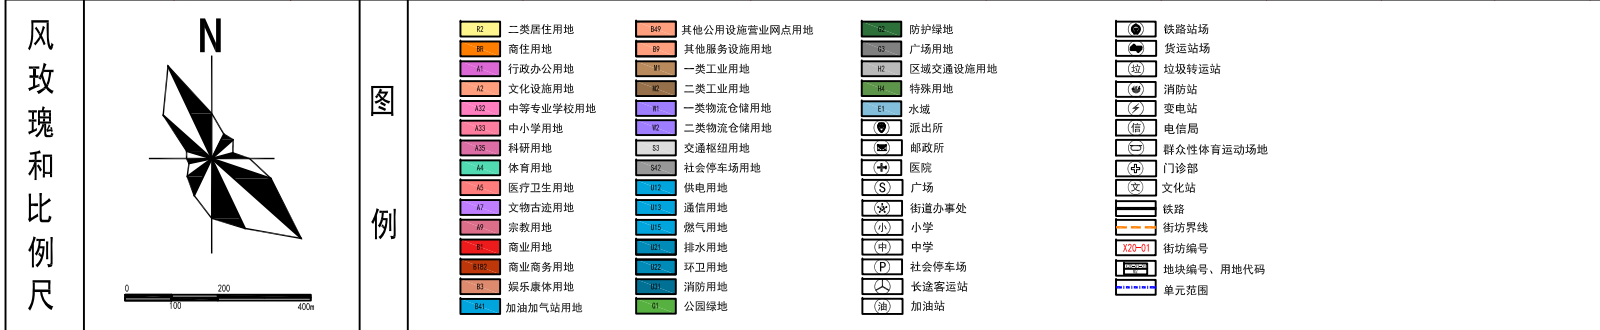 风玫瑰和比例尺
N
0 200
100 400m
图例
R2 二类居住用地
BR 商住用地
A1 行政办公用地
A2 文化设施用地
A32 中等专业学校用地
A33 中小学用地
A35 科研用地
A4 体育用地
A5 医疗卫生用地
A7 文物古迹用地
A9 宗教用地
B1 商业用地
B1B2 商业商务用地
B3 娱乐康体用地
B41 加油加气站用地
B49 其他公用设施营业网点用地
B9 其他服务设施用地
M1 一类工业用地
M2 二类工业用地
W1 一类物流仓储用地
W2 二类物流仓储用地
S3 交通枢纽用地
S42 社会停车场用地
U12 供电用地
U13 通信用地
U15 燃气用地
U21 排水用地
U22 环卫用地
U31 消防用地
G1 公园绿地
G2 防护绿地
G3 广场用地
H2 区域交通设施用地
H4 特殊用地
E1 水域
派出所
邮政所
医院
S 广场
街道办事处
小 小学
中 中学
P 社会停车场
长途客运站
油 加油站
铁路站场
货运站场
垃 垃圾转运站
消防站
变电站
信 电信局
群众性体育运动场地
门诊部
文 文化站
铁路
街坊界线
X20-01 街坊编号
地块编号、用地代码
单元范围